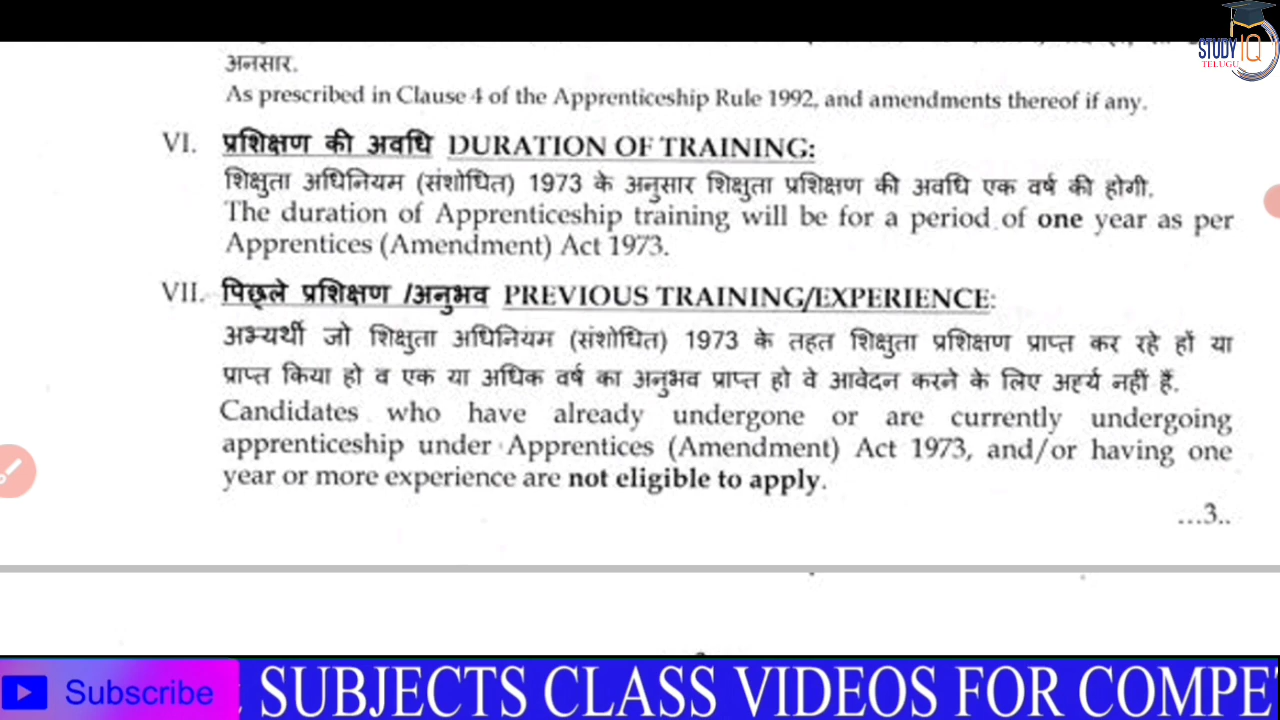 STUDY IQ
TELUGU
अनसार.
As prescribed in Clause 4 of the Apprenticeship Rule 1992, and amendments thereof if any.
VI. प्रशिक्षण की अवधि DURATION OF TRAINING:
शिक्षुता अधिनियम (संशोधित) 1973 के अनुसार शिक्षुता प्रशिक्षण की अवधि एक वर्ष की होगी.
The duration of Apprenticeship training will be for a period of one year as per
Apprentices (Amendment) Act 1973.
VII. पिछ्ले प्रशिक्षण /अनुभव PREVIOUS TRAINING/EXPERIENCE:
अभ्यर्थी जो शिक्षुता अधिनियम (संशोधित) 1973 के तहत शिक्षुता प्रशिक्षण प्राप्त कर रहे हों या
प्राप्त किया हो व एक या अधिक वर्ष का अनुभव प्राप्त हो वे आवेदन करने के लिए अर्ह्य नहीं हैं.
Candidates who have already undergone or are currently undergoing
apprenticeship under Apprentices (Amendment) Act 1973, and/or having one
year or more experience are not eligible to apply.
...3..
Subscribe SUBJECTS CLASS VIDEOS FOR COMPE